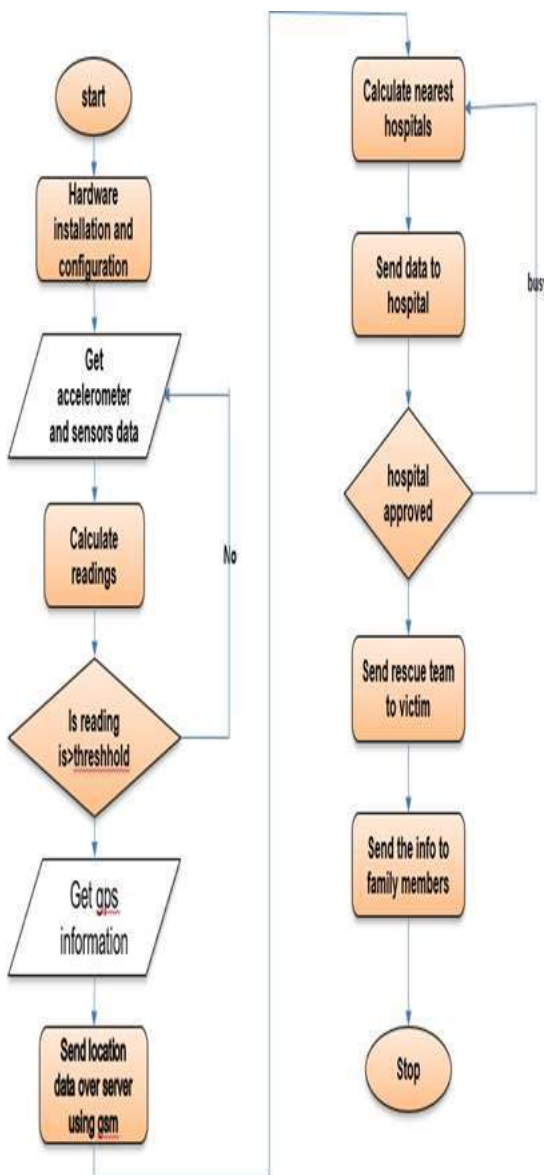 start
Hardware
installation and
configuration
Get
accelerometer
and sensors data
Calculate
readings
No
Is reading
is>threshhold
Get gps
information
Send location
data over server
using gsm
Calculate nearest
hospitals
Send data to
hospital
busy
hospital
approved
Send rescue team
to victim
Send the info to
family members
Stop